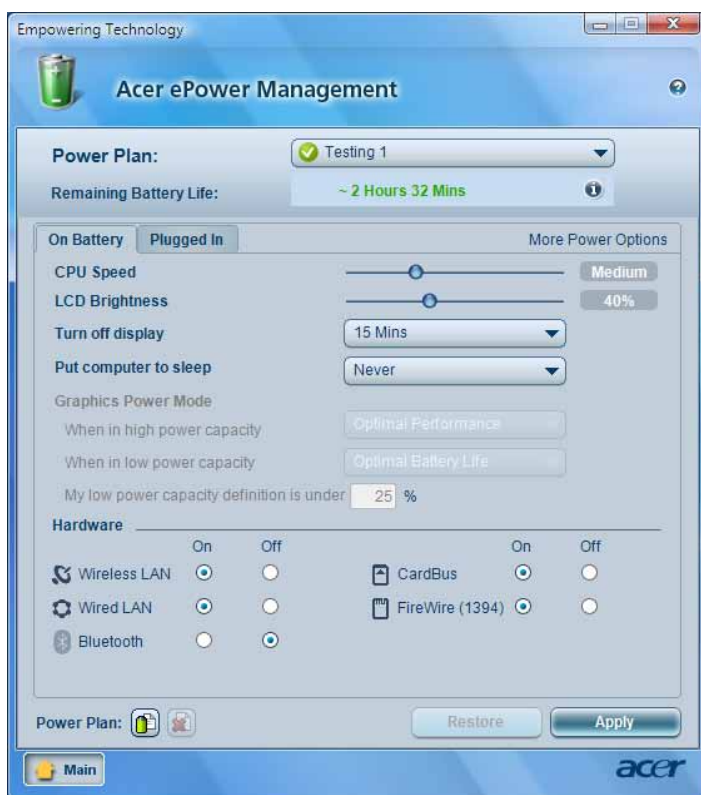 Empowering Technology
Acer ePower Management
Power Plan:
Testing 1
Remaining Battery Life:
~ 2 Hours 32 Mins
On Battery
Plugged In
More Power Options
CPU Speed
Medium
LCD Brightness
40%
Turn off display
15 Mins
Put computer to sleep
Never
Graphics Power Mode
When in high power capacity
Optimal Performance
When in low power capacity
Optimal Battery Life
My low power capacity definition is under 25 %
Hardware
On Off On Off
Wireless LAN CardBus
Wired LAN FireWire (1394)
Bluetooth
Power Plan:
Restore
Apply
Main
acer